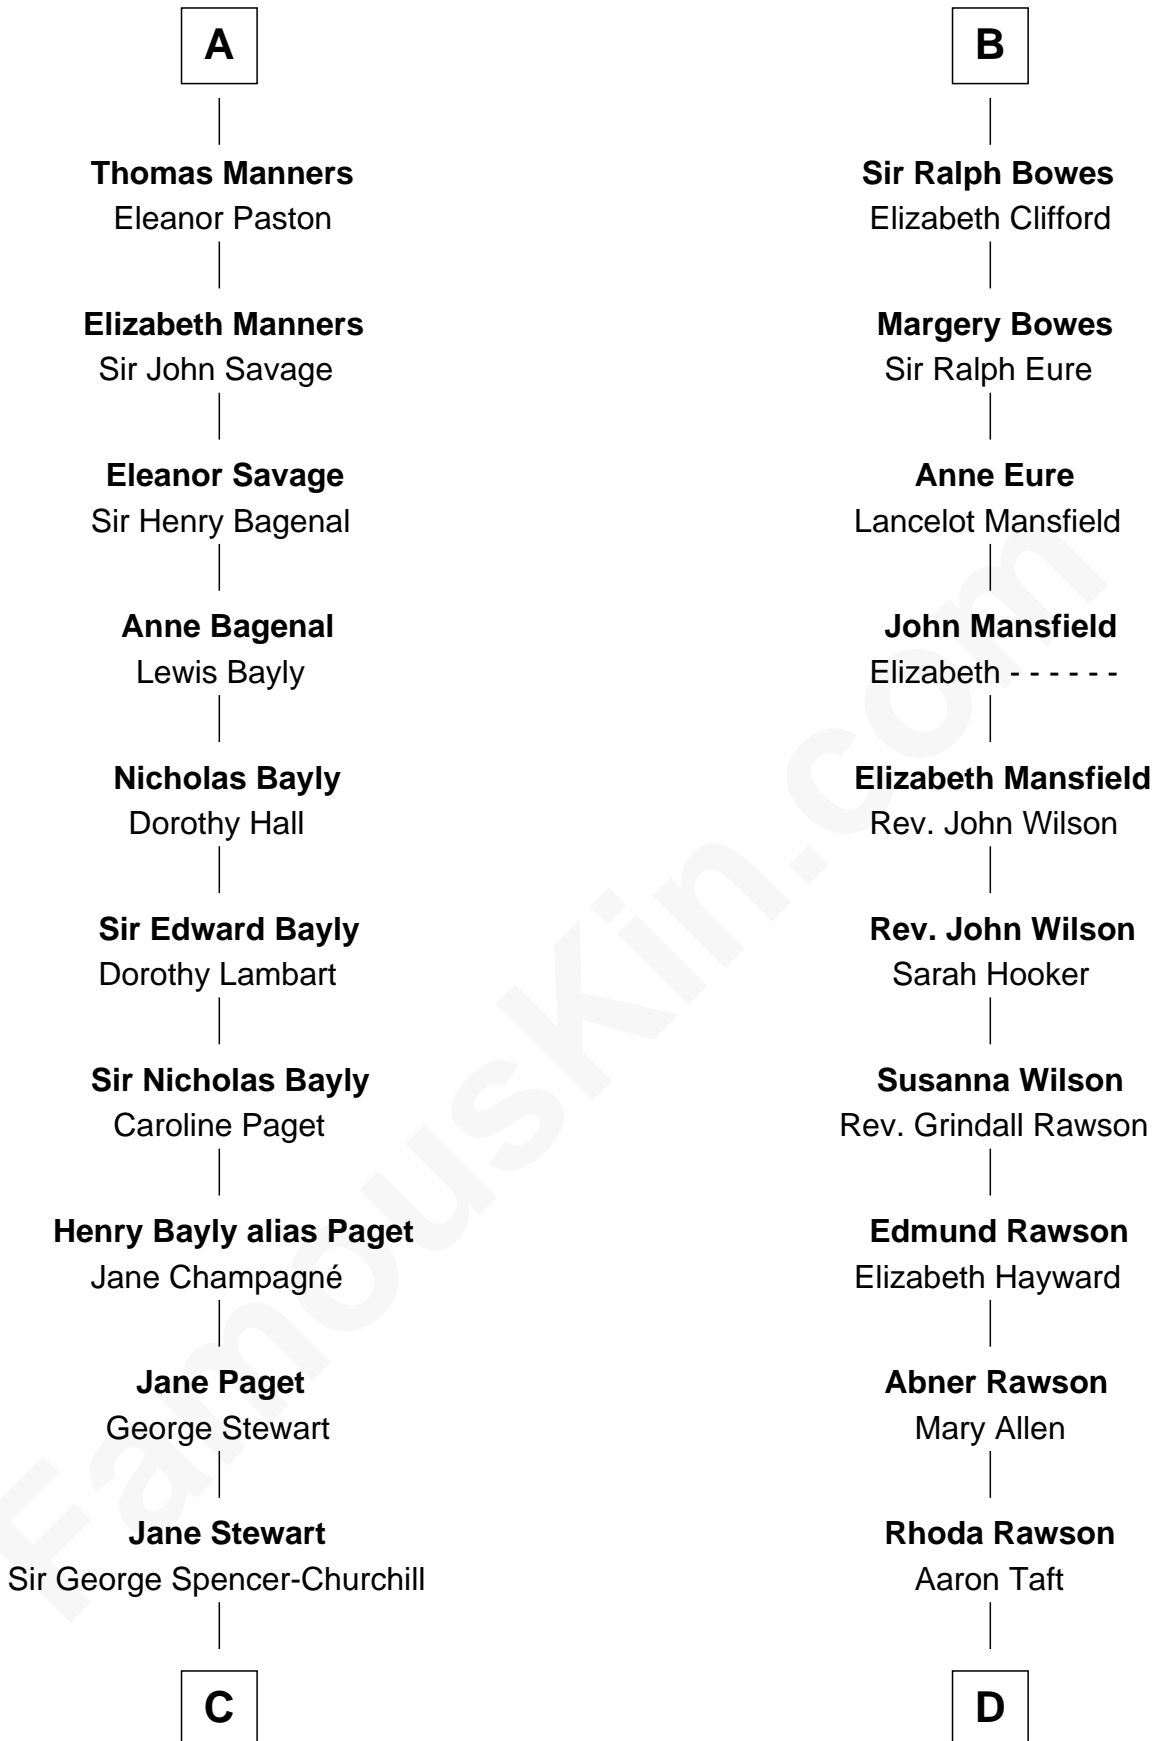 A
Thomas Manners
Eleanor Paston
Elizabeth Manners
Sir John Savage
Eleanor Savage
Sir Henry Bagenal
Anne Bagenal
Lewis Bayly
Nicholas Bayly
Dorothy Hall
Sir Edward Bayly
Dorothy Lambart
Sir Nicholas Bayly
Caroline Paget
Henry Bayly alias Paget
Jane Champagné
Jane Paget
George Stewart
Jane Stewart
Sir George Spencer-Churchill
C
B
Sir Ralph Bowes
Elizabeth Clifford
Margery Bowes
Sir Ralph Eure
Anne Eure
Lancelot Mansfield
John Mansfield
Elizabeth - - - - - -
Elizabeth Mansfield
Rev. John Wilson
Rev. John Wilson
Sarah Hooker
Susanna Wilson
Rev. Grindall Rawson
Edmund Rawson
Elizabeth Hayward
Abner Rawson
Mary Allen
Rhoda Rawson
Aaron Taft
D
FamousKin.com